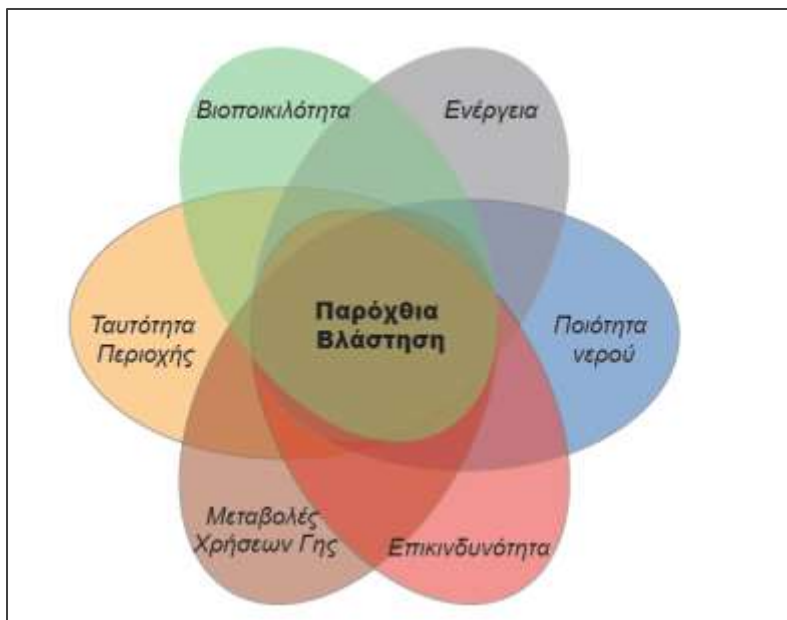 Βιοποικιλότητα
Ενέργεια
Ταυτότητα
Περιοχής
Παρόχθια
Βλάστηση
Ποιότητα
νερού
Μεταβολές
Χρήσεων Γης
Επικινδυνότητα